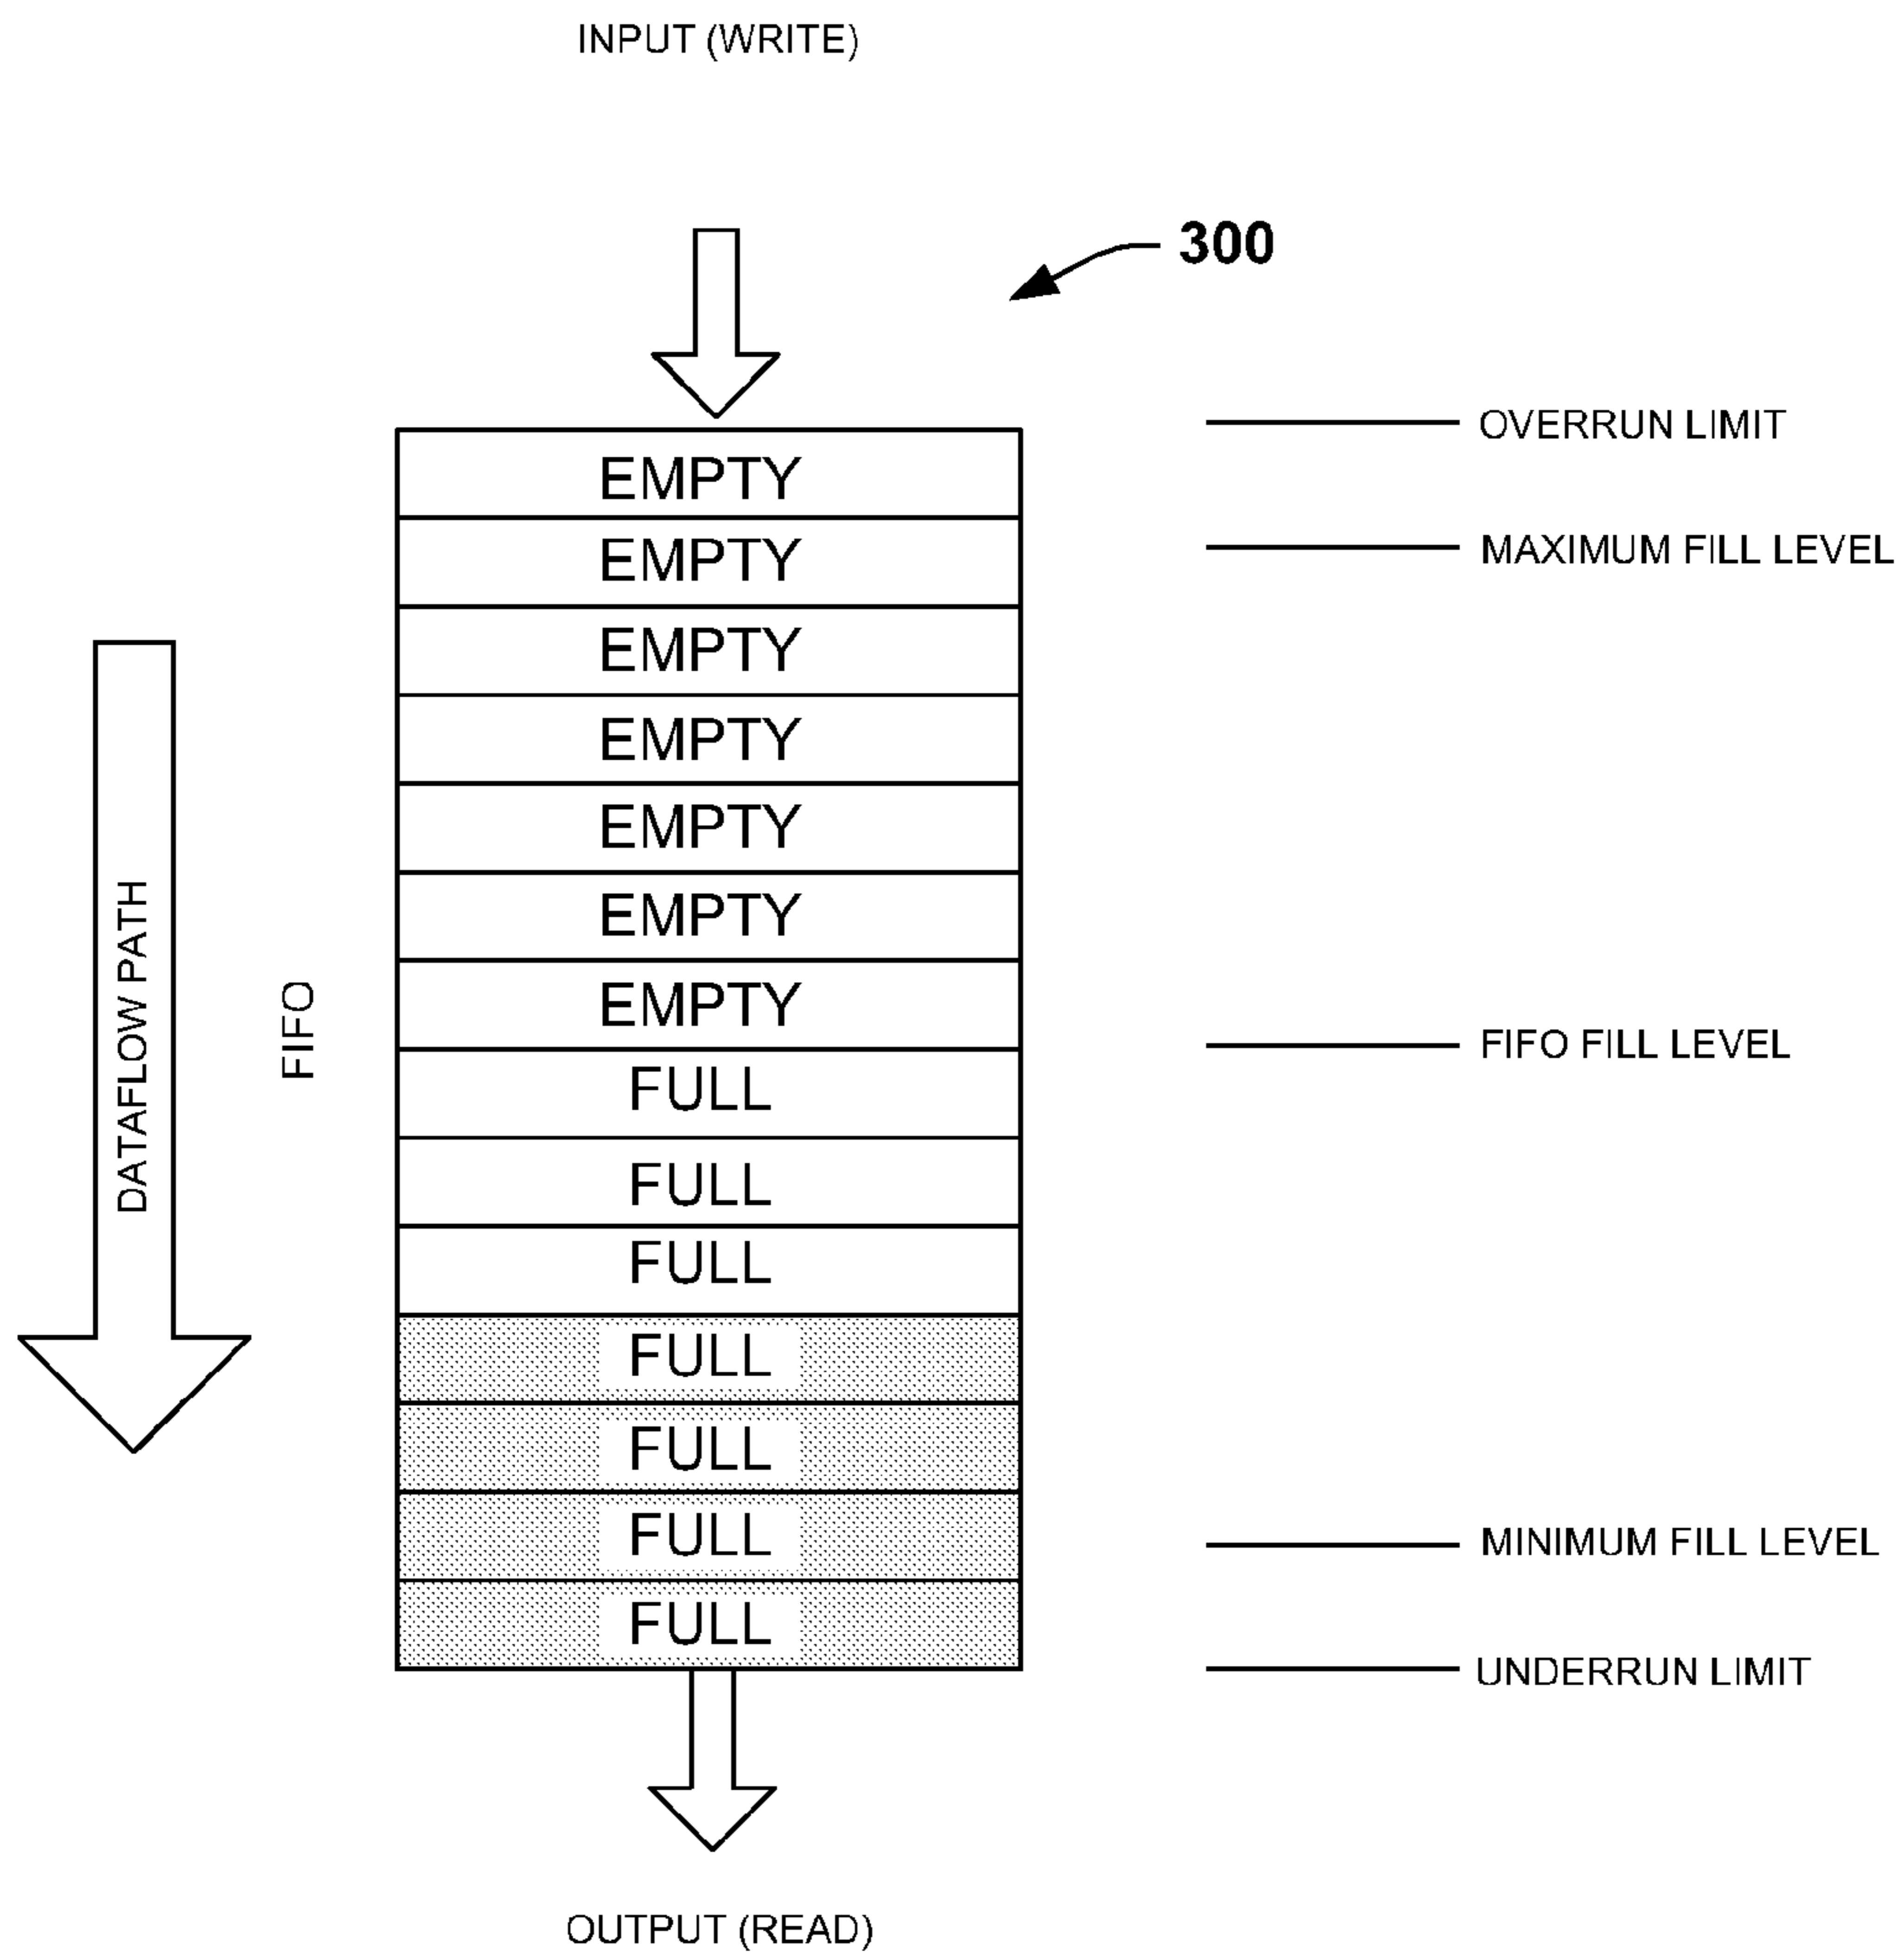 INPUT (WRITE)
300
OVERRUN LIMIT
EMPTY
EMPTY
MAXIMUM FILL LEVEL
EMPTY
EMPTY
EMPTY
EMPTY
EMPTY
DATAFLOW PATH
FIFO
FIFO FILL LEVEL
FULL
FULL
FULL
FULL
FULL
FULL
MINIMUM FILL LEVEL
FULL
UNDERRUN LIMIT
OUTPUT (READ)